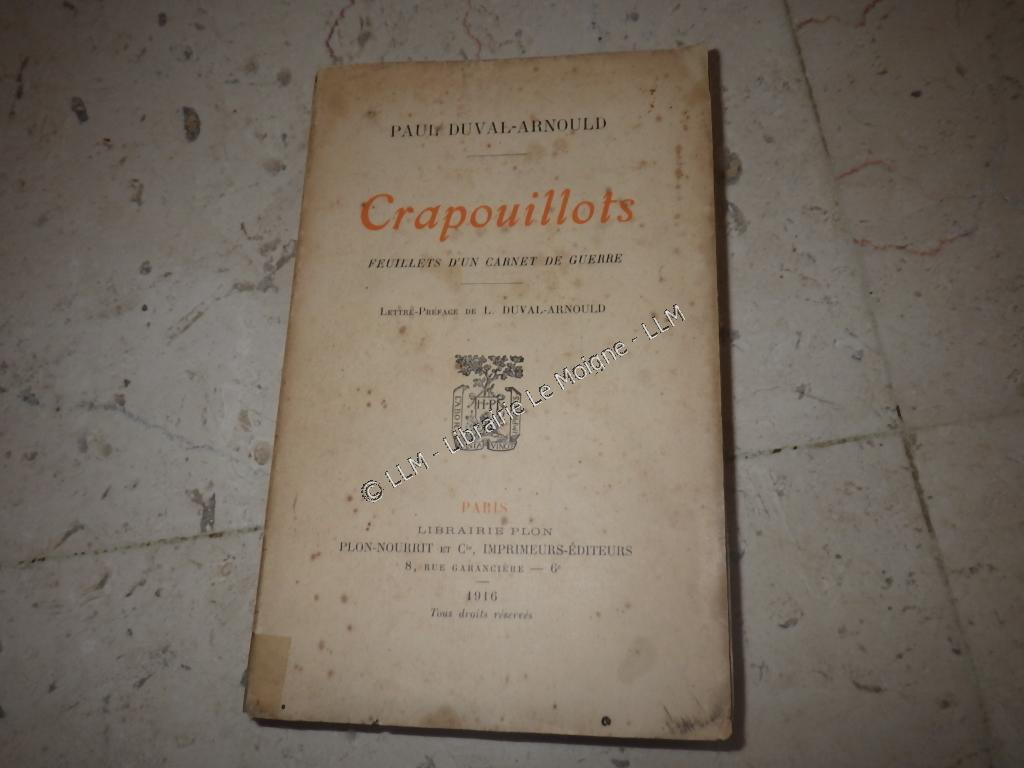 PAUL DUVAL-ARNOULD
Crapouillots
FEUILLETS D'UN CARNET DE GUERRE
LETTRE-PRÉFACE DE L. DUVAL-ARNOULD
© LLM - Librairie Le Moigne - LLM
PARIS
LIBRAIRIE PLON
PLON-NOURRIT ET Cie, IMPRIMEURS-ÉDITEURS
8, RUE GARANCIÈRE — 6e
1916
Tous droits réservés